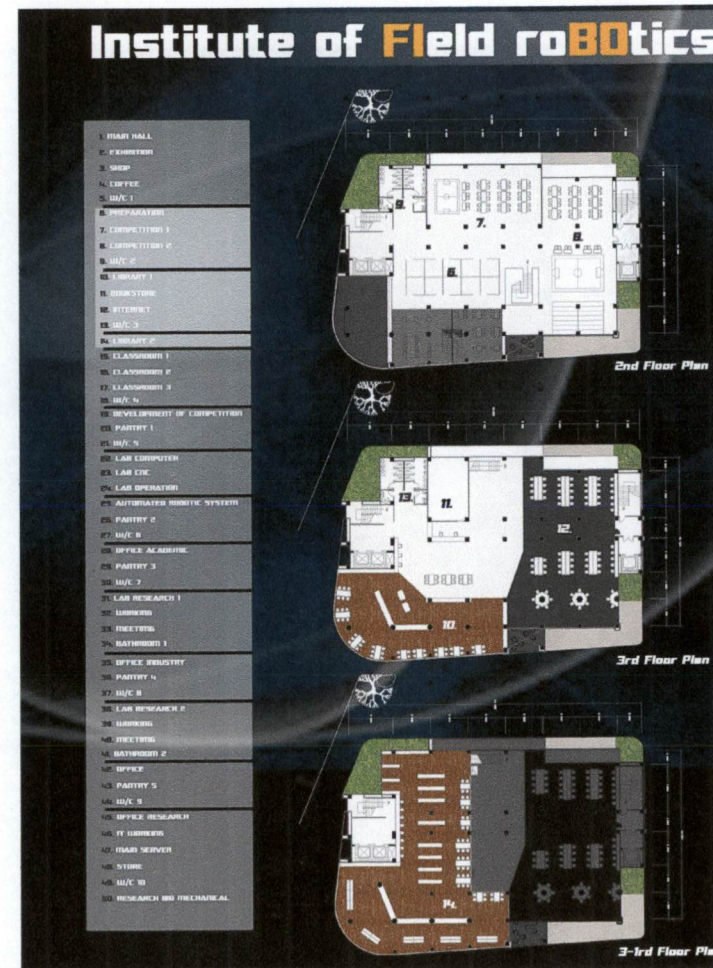 Institute of FIeld roBOtics
1. MAIN HALL
2. EXHIBITION
3. SHOP
4. COFFEE
5. W/C 1
6. PREPARATION
7. COMPETITION 1
8. COMPETITION 2
9. W/C 2
10. LIBRARY 1
11. BOOKSTORE
12. INTERNET
13. W/C 3
14. LIBRARY 2
15. CLASSROOM 1
16. CLASSROOM 2
17. CLASSROOM 3
18. W/C 4
19. DEVELOPMENT OF COMPETITION
20. PANTRY 1
21. W/C 5
22. LAB COMPUTER
23. LAB CNC
24. LAB OPERATION
25. AUTOMATED ROBOTIC SYSTEM
26. PANTRY 2
27. W/C 6
28. OFFICE ACADEMIC
29. PANTRY 3
30. W/C 7
31. LAB RESEARCH 1
32. WORKING
33. MEETING
34. BATHROOM 1
35. OFFICE INDUSTRY
36. PANTRY 4
37. W/C 8
38. LAB RESEARCH 2
39. WORKING
40. MEETING
41. BATHROOM 2
42. OFFICE
43. PANTRY 5
44. W/C 9
45. OFFICE RESEARCH
46. IT WORKING
47. MAIN SERVER
48. STORE
49. W/C 10
50. RESEARCH BIG MECHANICAL
9.
7.
8.
6.
2nd Floor Plan
13.
11.
12.
10.
3rd Floor Plan
14.
3-1rd Floor Pla